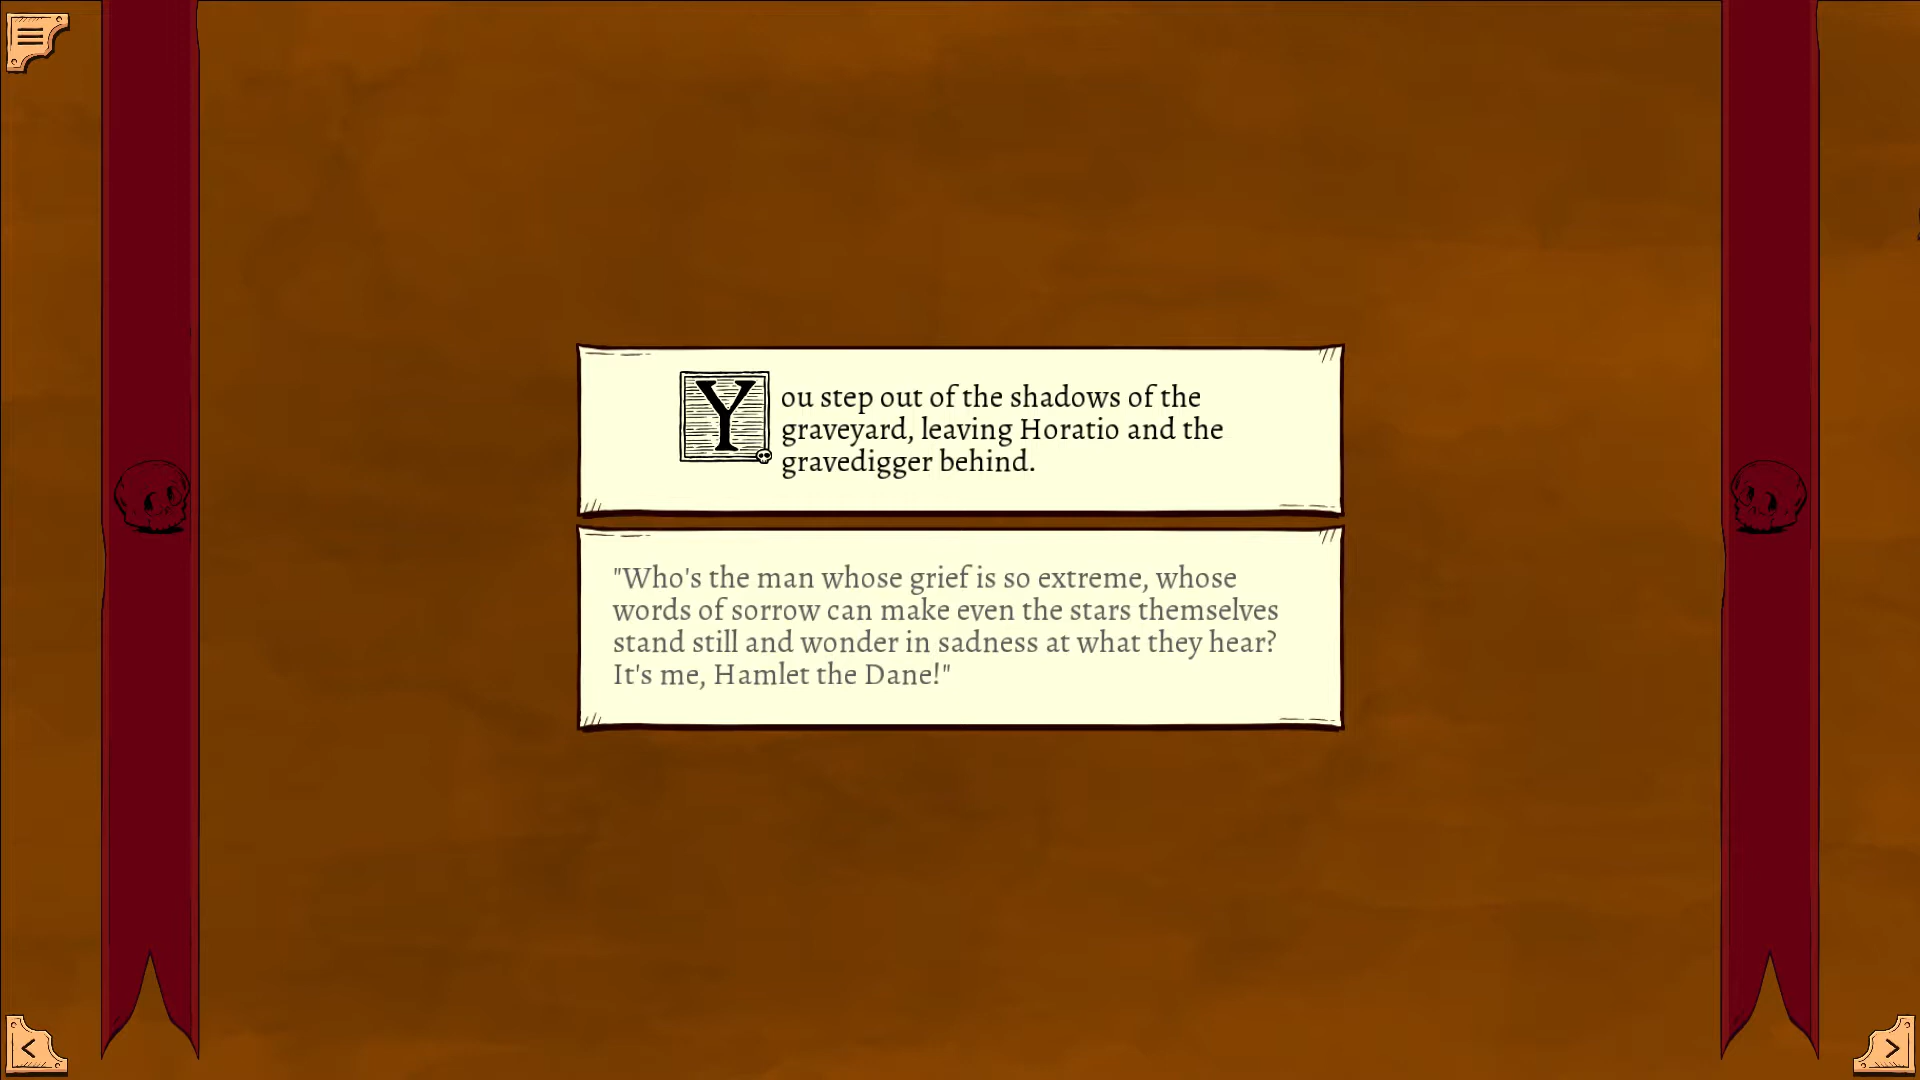 You step out of the shadows of the
graveyard, leaving Horatio and the
gravedigger behind.
"Who's the man whose grief is so extreme, whose
words of sorrow can make even the stars themselves
stand still and wonder in sadness at what they hear?
It's me, Hamlet the Dane!"